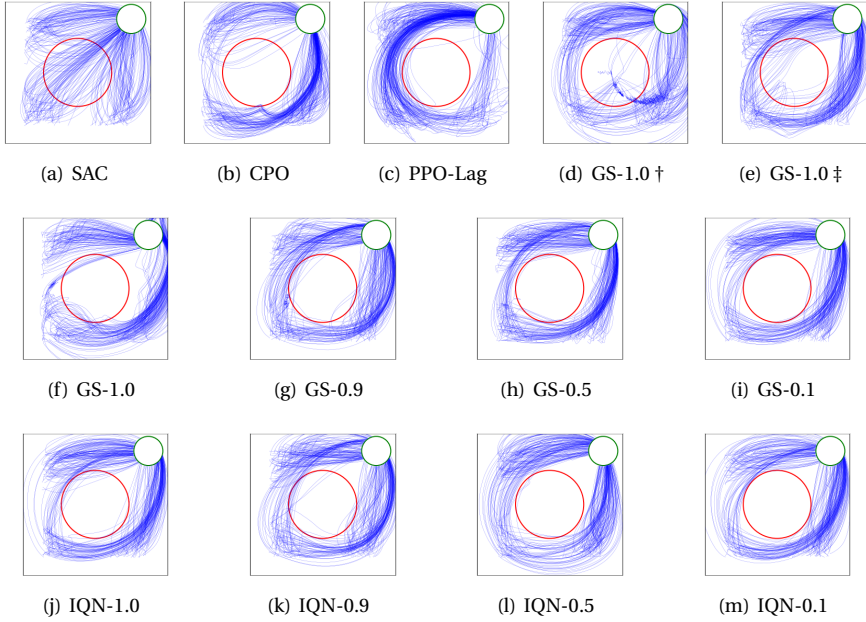 (a) SAC
(b) CPO
(c) PPO-Lag
(d) GS-1.0 †
(e) GS-1.0 ‡
(f) GS-1.0
(g) GS-0.9
(h) GS-0.5
(i) GS-0.1
(j) IQN-1.0
(k) IQN-0.9
(l) IQN-0.5
(m) IQN-0.1